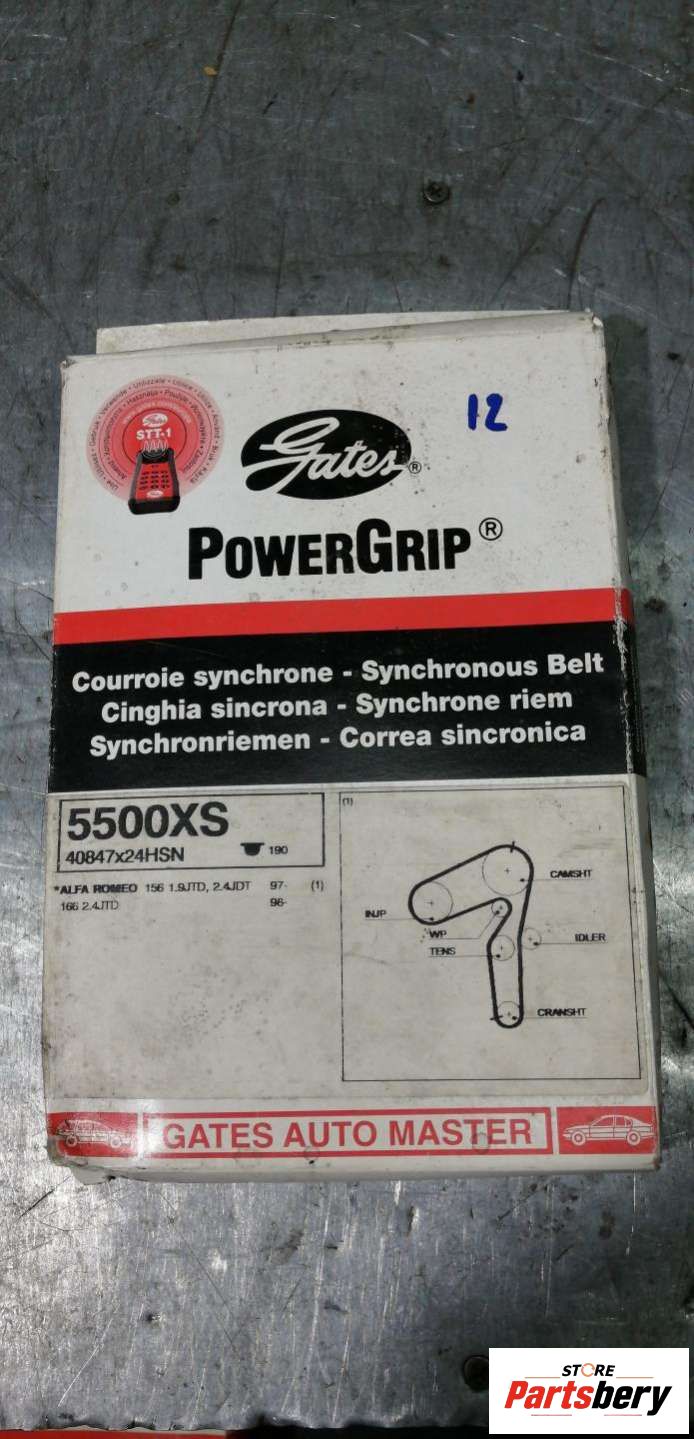 STT-1
12
Gates®
POWERGRIP®
Courroie synchrone - Synchronous Belt
Cinghia sincrona - Synchrone riem
Synchronriemen - Correa sincronica
5500XS
40847x24HSN 190
*ALFA ROMEO 156 1.9JTD, 2.4JDT 97- (1)
166 2.4JTD 96-
(1)
CAMSHT
INJP
WP
TENS
IDLER
CRANSHT
GATES AUTO MASTER
STORE
Partsbery